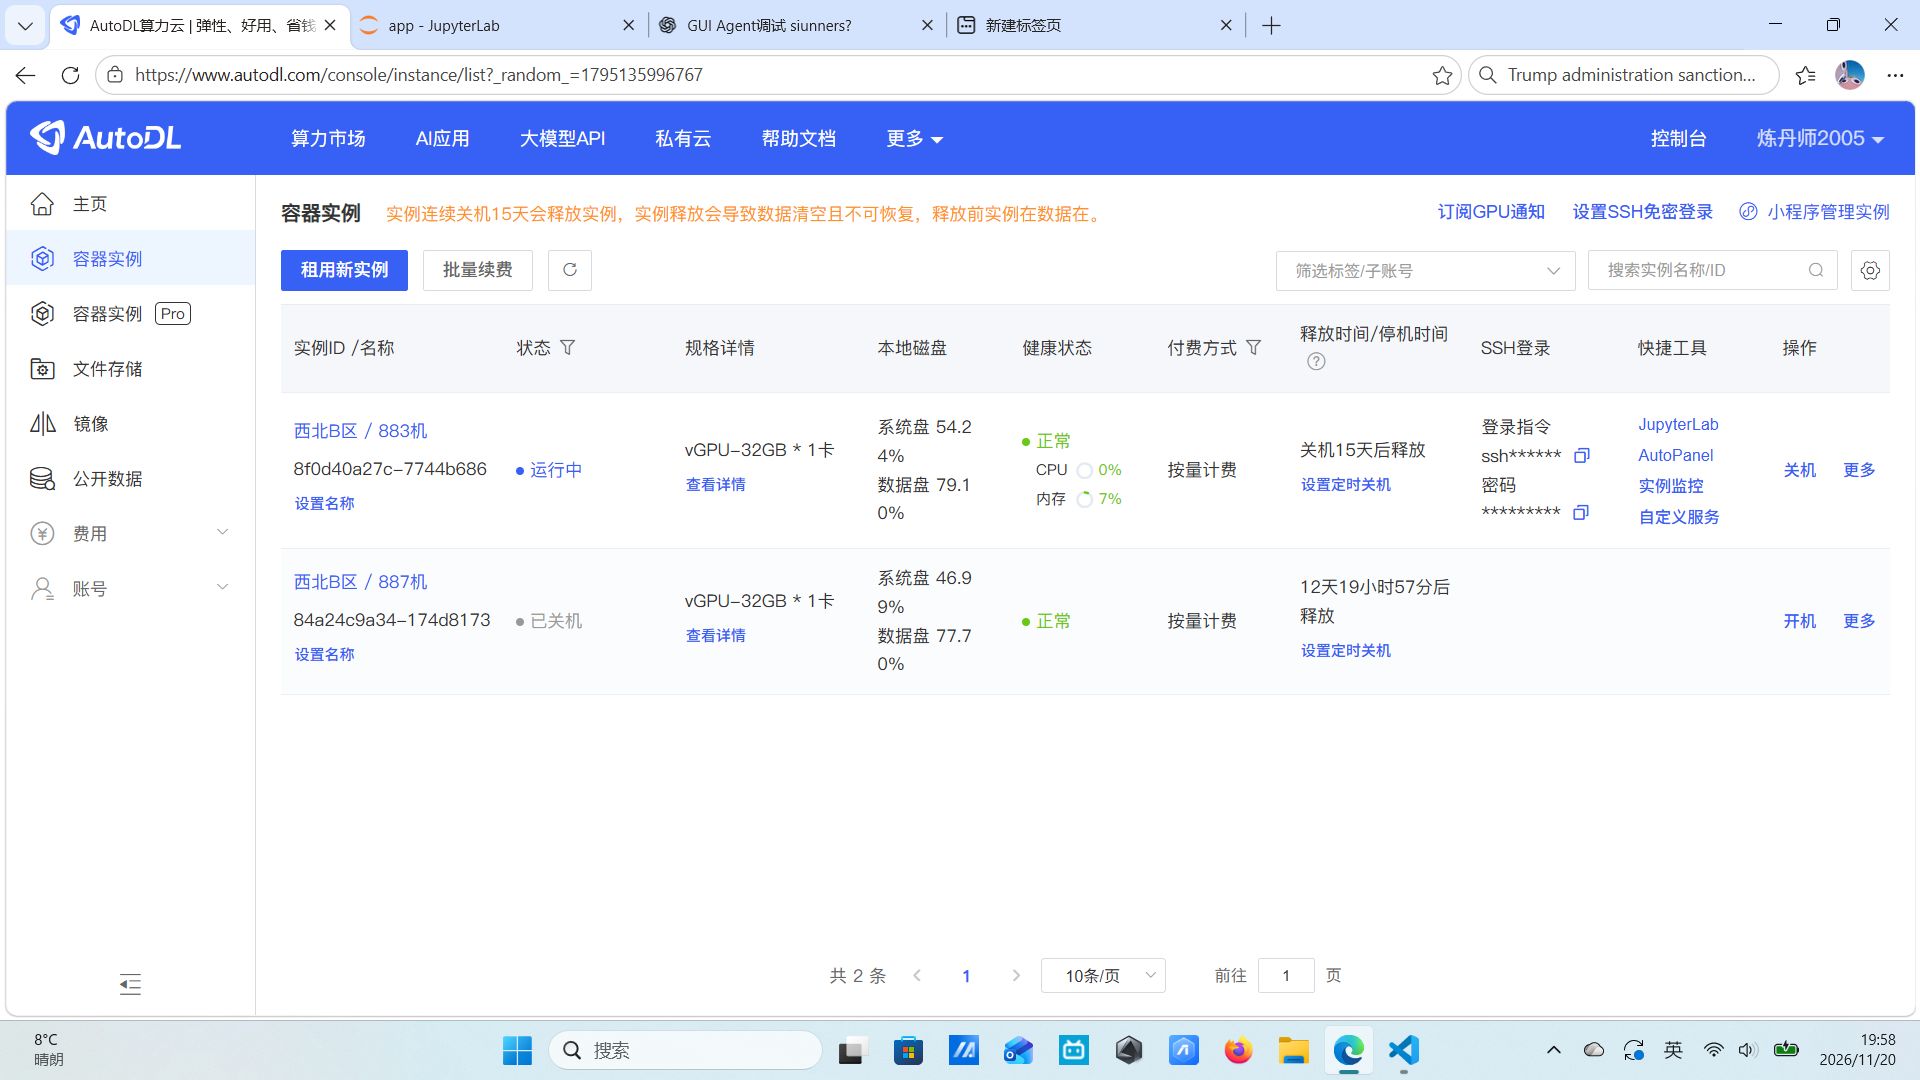 AutoDL算力云 | 弹性、好用、省钱
app - JupyterLab
GUI Agent调试 siunners?
新建标签页
https://www.autodl.com/console/instance/list?_random_=1795135996767
Trump administration sanction...
AutoDL
算力市场
AI应用
大模型API
私有云
帮助文档
更多
控制台
炼丹师2005
主页
容器实例
容器实例 Pro
文件存储
镜像
公开数据
费用
账号
容器实例
实例连续关机15天会释放实例，实例释放会导致数据清空且不可恢复，释放前实例在数据在。
订阅GPU通知
设置SSH免密登录
小程序管理实例
租用新实例
批量续费
筛选标签/子账号
搜索实例名称/ID
实例ID /名称
状态
规格详情
本地磁盘
健康状态
付费方式
释放时间/停机时间
?
SSH登录
快捷工具
操作
西北B区 / 883机
8f0d40a27c-7744b686
设置名称
运行中
vGPU-32GB * 1卡
查看详情
系统盘 54.2
4%
数据盘 79.1
0%
正常
CPU 0%
内存 7%
按量计费
关机15天后释放
设置定时关机
登录指令
ssh******
密码
*********
JupyterLab
AutoPanel
实例监控
自定义服务
关机
更多
西北B区 / 887机
84a24c9a34-174d8173
设置名称
已关机
vGPU-32GB * 1卡
查看详情
系统盘 46.9
9%
数据盘 77.7
0%
正常
按量计费
12天19小时57分后
释放
设置定时关机
开机
更多
共 2 条
1
10条/页
前往 1 页
8°C
晴朗
搜索
英
19:58
2026/11/20